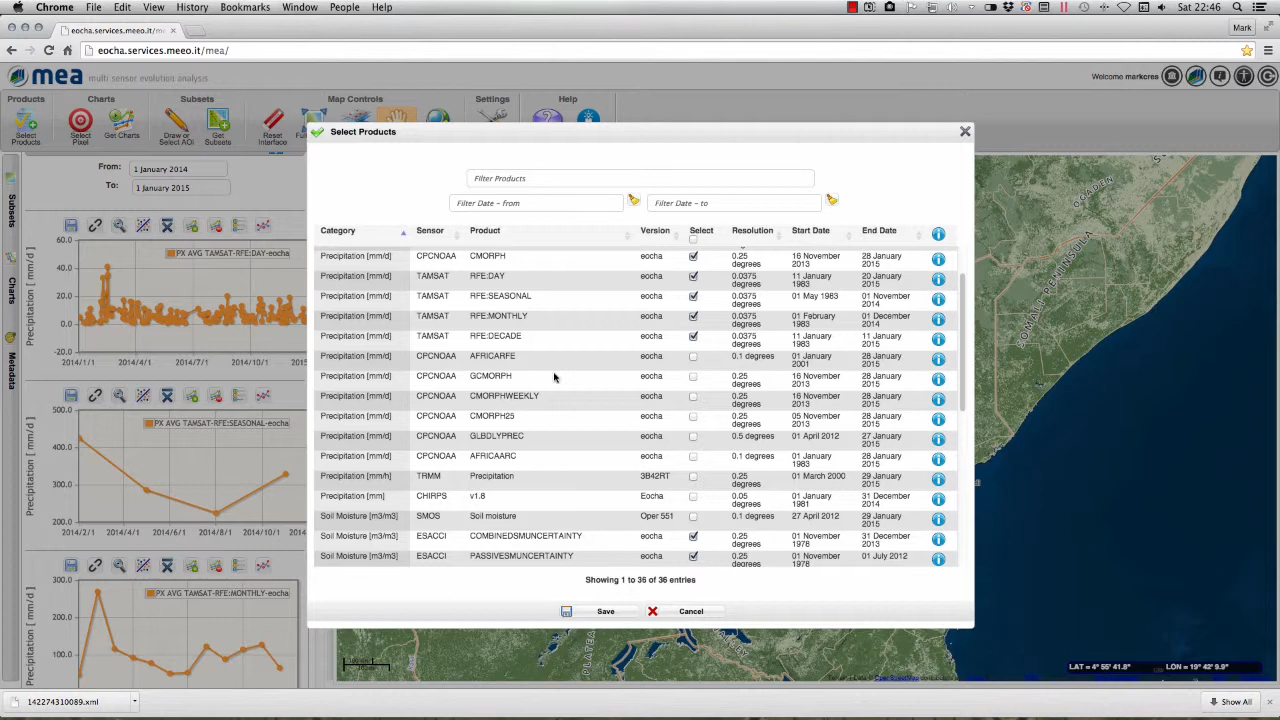 Chrome File Edit View History Bookmarks Window People Help Sat 22:46
eocha.services.meeo.it/me Mark
eocha.services.meeo.it/mea/
mea multi sensor evolution analysis Welcome markcres
Products Charts Subsets Map Controls Settings Help
Select Products
Select Pixel
Get Charts
Draw or Select AOI
Get Subsets
Reset Interface
Select Products
From: 1 January 2014
To: 1 January 2015
Subsets
Charts
Metadata
Filter Products
Filter Date - from Filter Date - to
Category Sensor Product Version Select Resolution Start Date End Date
Precipitation [mm/d] CPCNOAA CMORPH eocha 0.25 degrees 16 November 2013 28 January 2015
Precipitation [mm/d] TAMSAT RFE:DAY eocha 0.0375 degrees 11 January 1983 20 January 2015
Precipitation [mm/d] TAMSAT RFE:SEASONAL eocha 0.0375 degrees 01 May 1983 01 November 2014
Precipitation [mm/d] TAMSAT RFE:MONTHLY eocha 0.0375 degrees 01 February 1983 01 December 2014
Precipitation [mm/d] TAMSAT RFE:DECADE eocha 0.0375 degrees 11 January 1983 11 January 2015
Precipitation [mm/d] CPCNOAA AFRICARFE eocha 0.1 degrees 01 January 2001 28 January 2015
Precipitation [mm/d] CPCNOAA GCMORPH eocha 0.25 degrees 16 November 2013 28 January 2015
Precipitation [mm/d] CPCNOAA CMORPHWEEKLY eocha 0.25 degrees 16 November 2013 28 January 2015
Precipitation [mm/d] CPCNOAA CMORPH25 eocha 0.25 degrees 05 November 2013 28 January 2015
Precipitation [mm/d] CPCNOAA GLBDLYPREC eocha 0.5 degrees 01 April 2012 27 January 2015
Precipitation [mm/d] CPCNOAA AFRICAARC eocha 0.1 degrees 01 January 1983 28 January 2015
Precipitation [mm/h] TRMM Precipitation 3B42RT 0.25 degrees 01 March 2000 29 January 2015
Precipitation [mm] CHIRPS v1.8 Eocha 0.05 degrees 01 January 1981 31 December 2014
Soil Moisture [m3/m3] SMOS Soil moisture Oper 551 0.1 degrees 27 April 2012 29 January 2015
Soil Moisture [m3/m3] ESACCI COMBINEDSMUNCERTAINTY eocha 0.25 degrees 01 November 1978 31 December 2013
Soil Moisture [m3/m3] ESACCI PASSIVESMUNCERTAINTY eocha 0.25 degrees 01 November 1978 01 July 2012
Showing 1 to 36 of 36 entries
Save Cancel
Precipitation [mm/d]
60.0
40.0
20.0
0.0
-20.0
PX AVG TAMSAT-RFE:DAY-eocha
2014/1/1 2014/4/1 2014/7/1 2014/10/1
Precipitation [mm/d]
500.0
400.0
300.0
200.0
PX AVG TAMSAT-RFE:SEASONAL-eocha
2014/2/1 2014/4/1 2014/6/1 2014/8/1 2014/10/1
Precipitation [mm/d]
300.0
200.0
100.0
PX AVG TAMSAT-RFE:MONTHLY-eocha
OGADEN
SOMALI PENINSULA
LAT = 4° 55' 41.8" LON = 19° 42' 9.9"
OpenStreetMap
142274310089.xml Show All